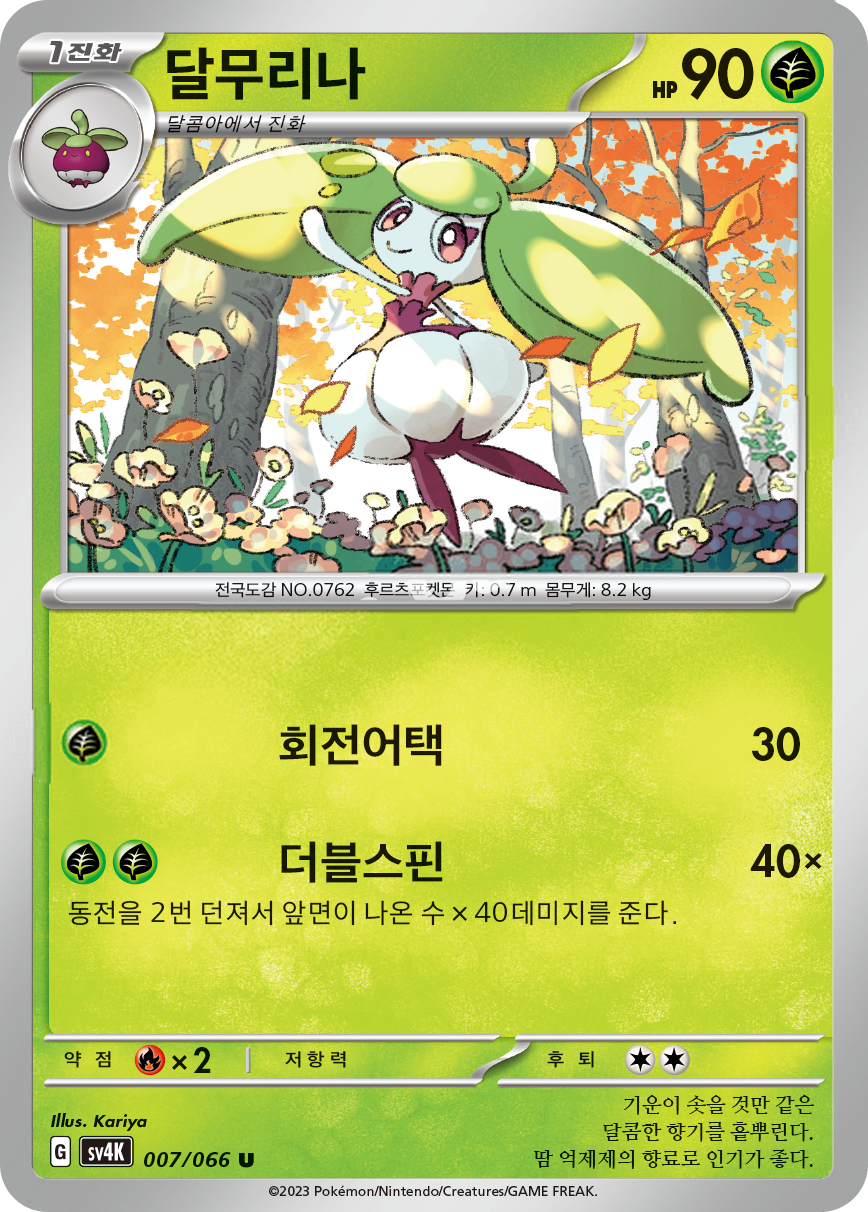 1진화
달무리나
HP 90
달콤아에서 진화
전국도감 NO.0762 후르츠포켓몬 키: 0.7 m 몸무게: 8.2 kg
회전어택 30
더블스핀 40×
동전을 2번 던져서 앞면이 나온 수 × 40데미지를 준다.
약점 ×2 저항력 후퇴
Illus. Kariya
기운이 솟을 것만 같은
달콤한 향기를 흩뿌린다.
땀 억제제의 향료로 인기가 좋다.
G sv4K 007/066 U
©2023 Pokémon/Nintendo/Creatures/GAME FREAK.